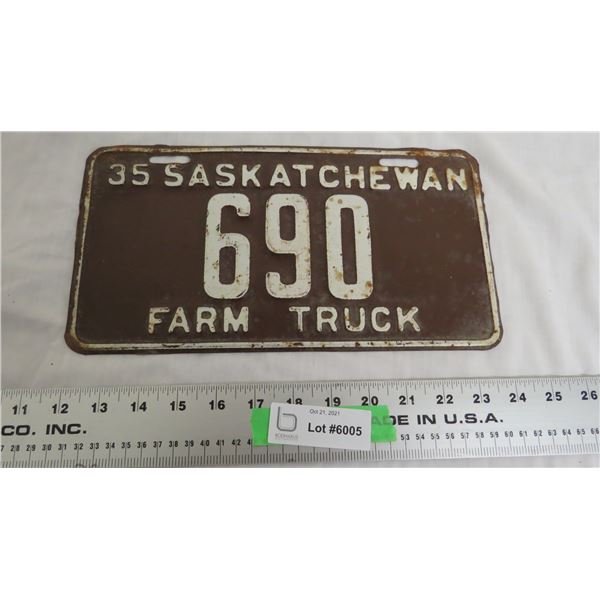 35 SASKATCHEWAN
690
FARM TRUCK
11 12 13 14 15 16 17 18 19 20 21 22 23 24 25 26
Oct 21, 2021
Lot #6005
CO. INC.
ADE IN U.S.A.